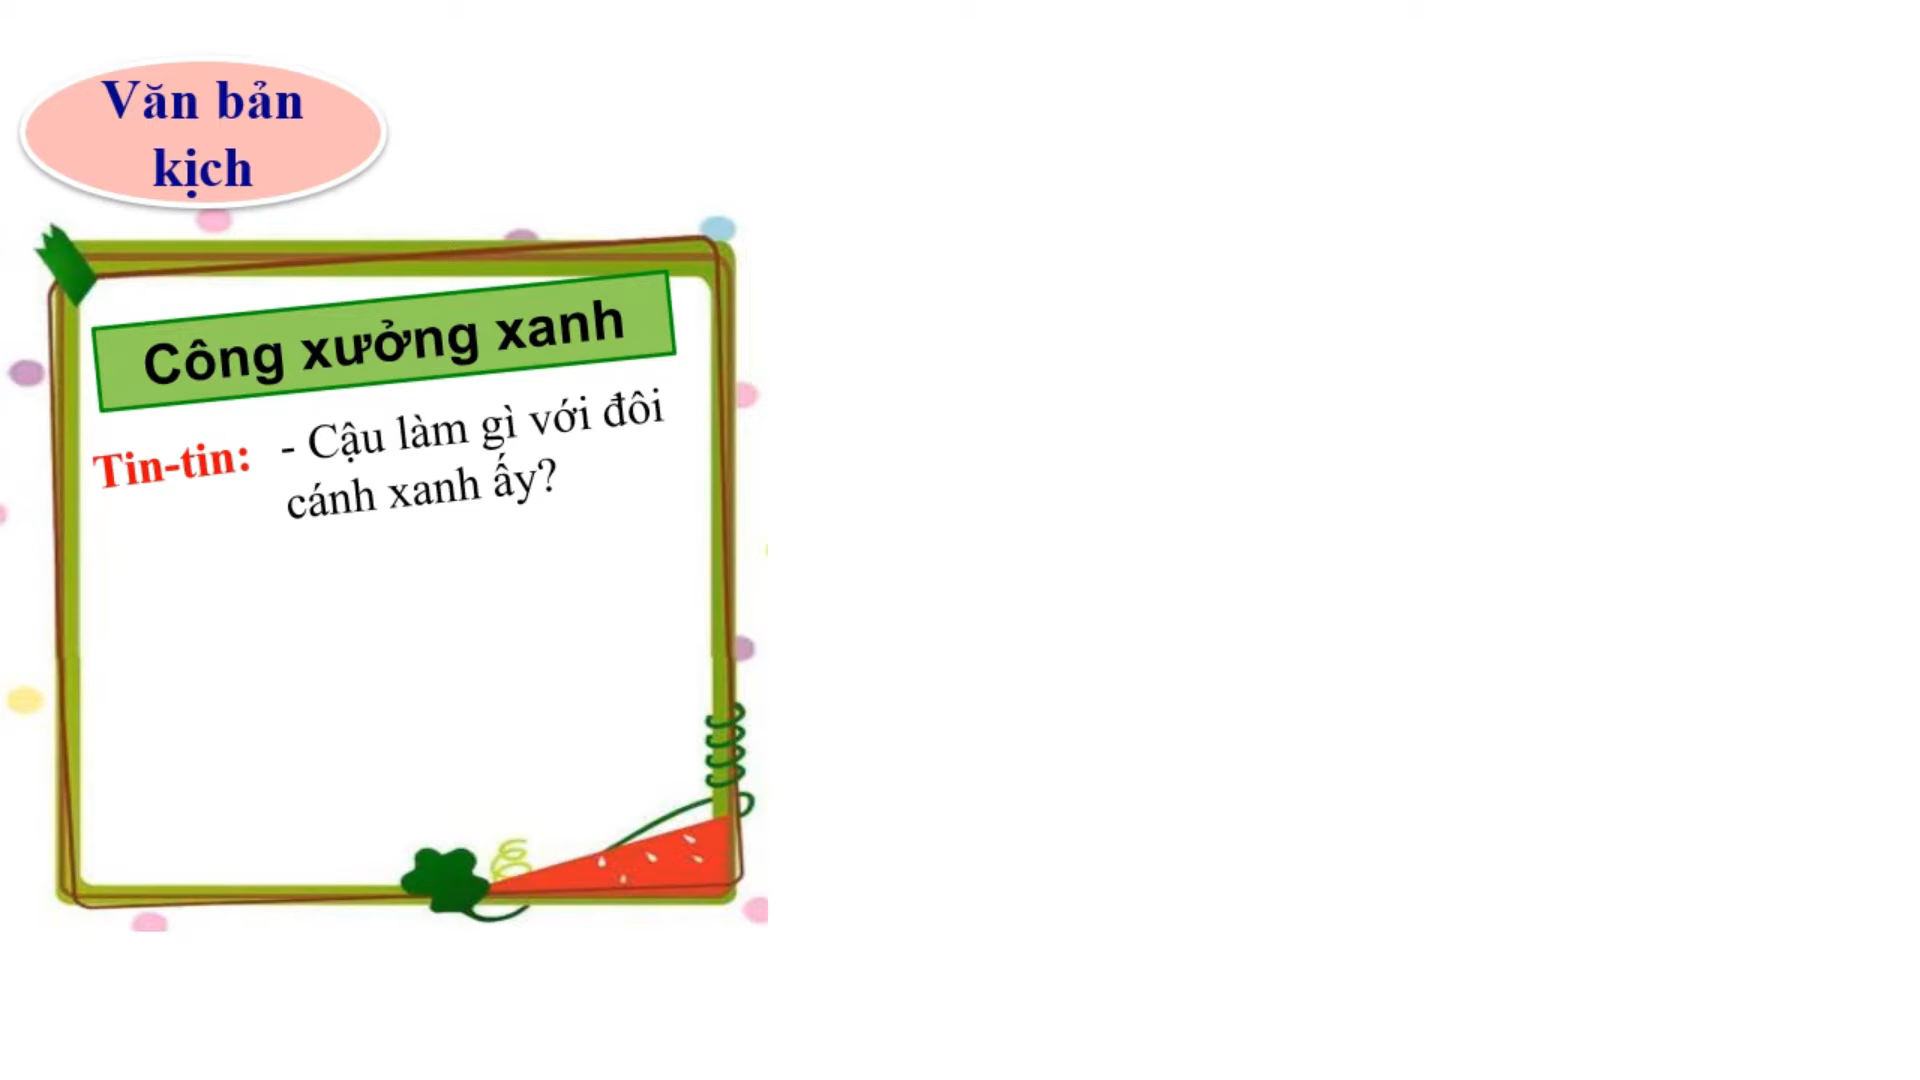 Văn bản
kịch
Công xưởng xanh
Tin-tin: - Cậu làm gì với đôi
cánh xanh ấy?